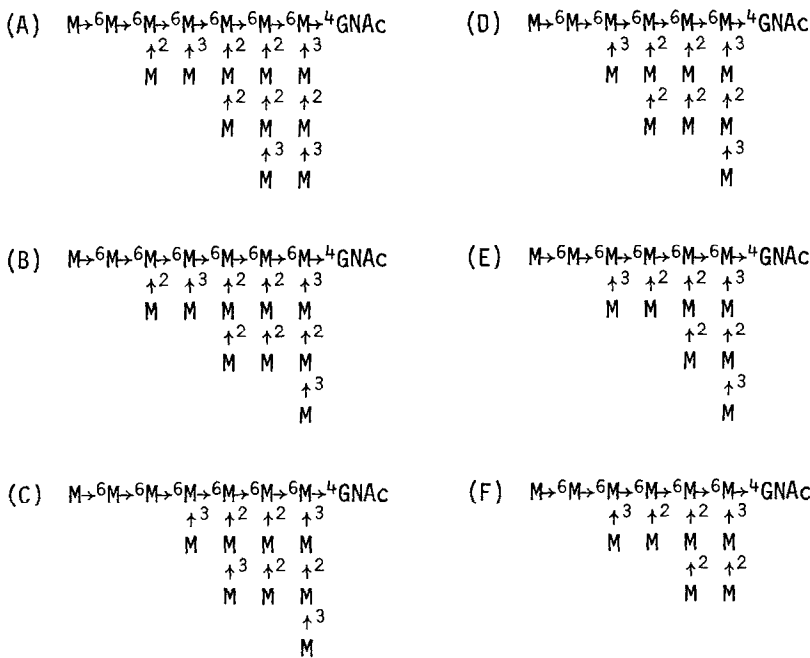 (A) M→⁶M→⁶M→⁶M→⁶M→⁶M→⁶M→⁴GNAc
↑2 ↑3 ↑2 ↑2 ↑3
M M M M M
↑2 ↑2 ↑2
M M M
↑3 ↑3
M M
(B) M→⁶M→⁶M→⁶M→⁶M→⁶M→⁶M→⁴GNAc
↑2 ↑3 ↑2 ↑2 ↑3
M M M M M
↑2 ↑2 ↑2
M M M
↑3
M
(C) M→⁶M→⁶M→⁶M→⁶M→⁶M→⁶M→⁴GNAc
↑3 ↑2 ↑2 ↑3
M M M M
↑3 ↑2 ↑2
M M M
↑3
M
(D) M→⁶M→⁶M→⁶M→⁶M→⁶M→⁴GNAc
↑3 ↑2 ↑2 ↑3
M M M M
↑2 ↑2 ↑2
M M M
↑3
M
(E) M→⁶M→⁶M→⁶M→⁶M→⁶M→⁴GNAc
↑3 ↑2 ↑2 ↑3
M M M M
↑2 ↑2
M M
↑3
M
(F) M→⁶M→⁶M→⁶M→⁶M→⁶M→⁴GNAc
↑3 ↑2 ↑2 ↑3
M M M M
↑2 ↑2
M M